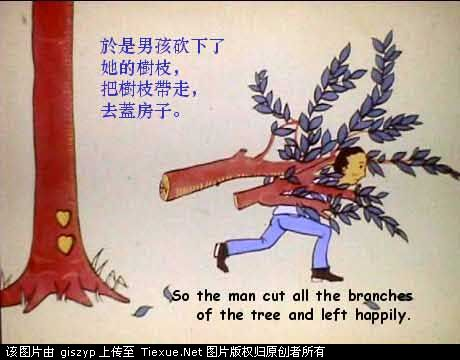 於是男孩砍下了
她的樹枝，
把樹枝帶走，
去蓋房子。
So the man cut all the branches
of the tree and left happily.
该图片由 giszyp 上传至 Tiexue.Net 图片版权归原创者所有